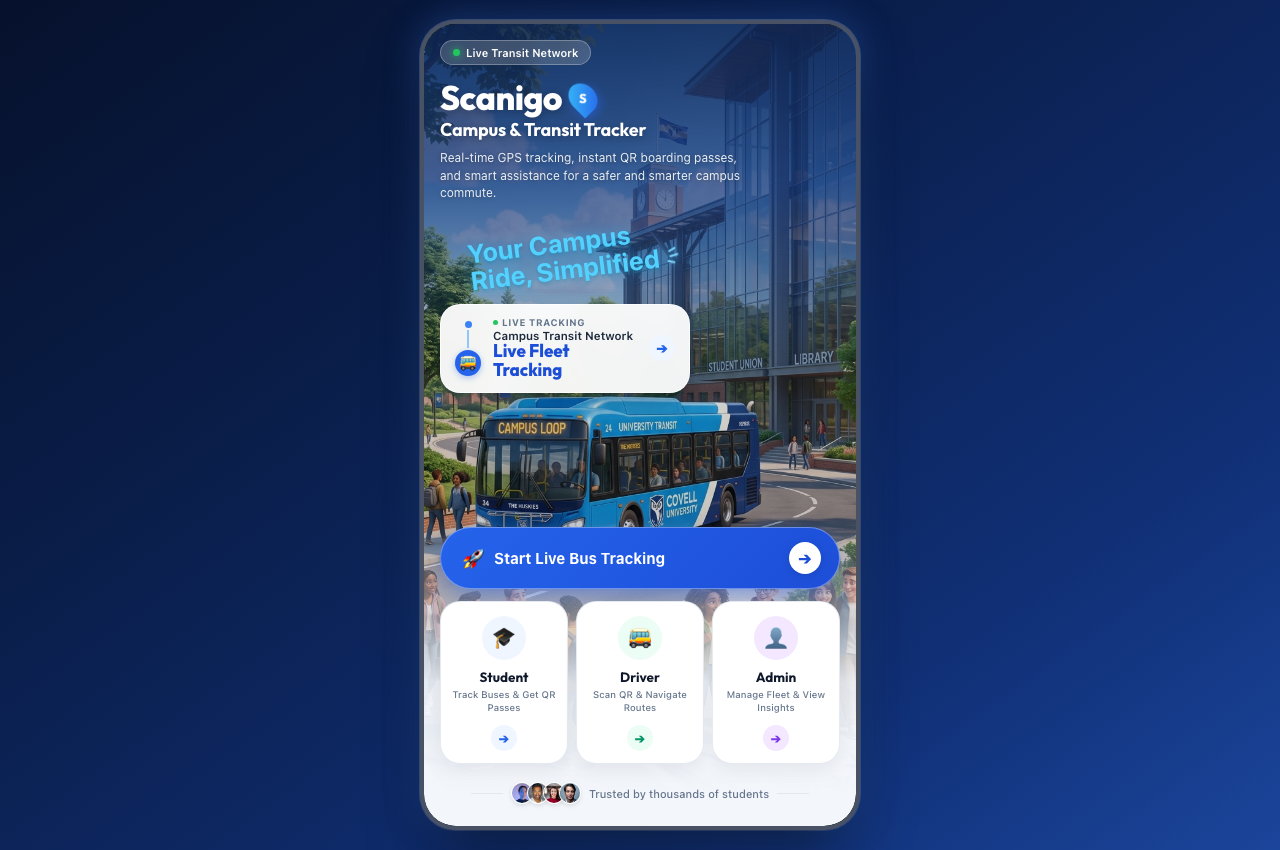 Live Transit Network
Scanigo S
Campus & Transit Tracker
Real-time GPS tracking, instant QR boarding passes,
and smart assistance for a safer and smarter campus
commute.
Your Campus
Ride, Simplified
LIVE TRACKING
Campus Transit Network
Live Fleet
Tracking
➔
STUDENT UNION
LIBRARY
CAMPUS LOOP
24 UNIVERSITY TRANSIT
24
THE HUSKIES
COVELL
UNIVERSITY
🚀 Start Live Bus Tracking ➔
Student
Track Buses & Get QR
Passes
➔
Driver
Scan QR & Navigate
Routes
➔
Admin
Manage Fleet & View
Insights
➔
Trusted by thousands of students